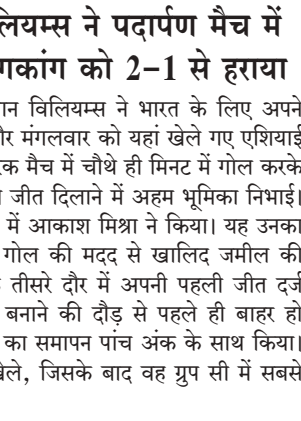 लियम्स ने पदार्पण मैच में
गकांग को 2-1 से हराया
ान विलियम्स ने भारत के लिए अपने
ौर मंगलवार को यहां खेले गए एशियाई
क मैच में चौथे ही मिनट में गोल करके
जीत दिलाने में अहम भूमिका निभाई।
में आकाश मिश्रा ने किया। यह उनका
गोल की मदद से खालिद जमील की
तीसरे दौर में अपनी पहली जीत दर्ज
बनाने की दौड़ से पहले ही बाहर हो
का समापन पांच अंक के साथ किया।
खेले, जिसके बाद वह ग्रुप सी में सबसे